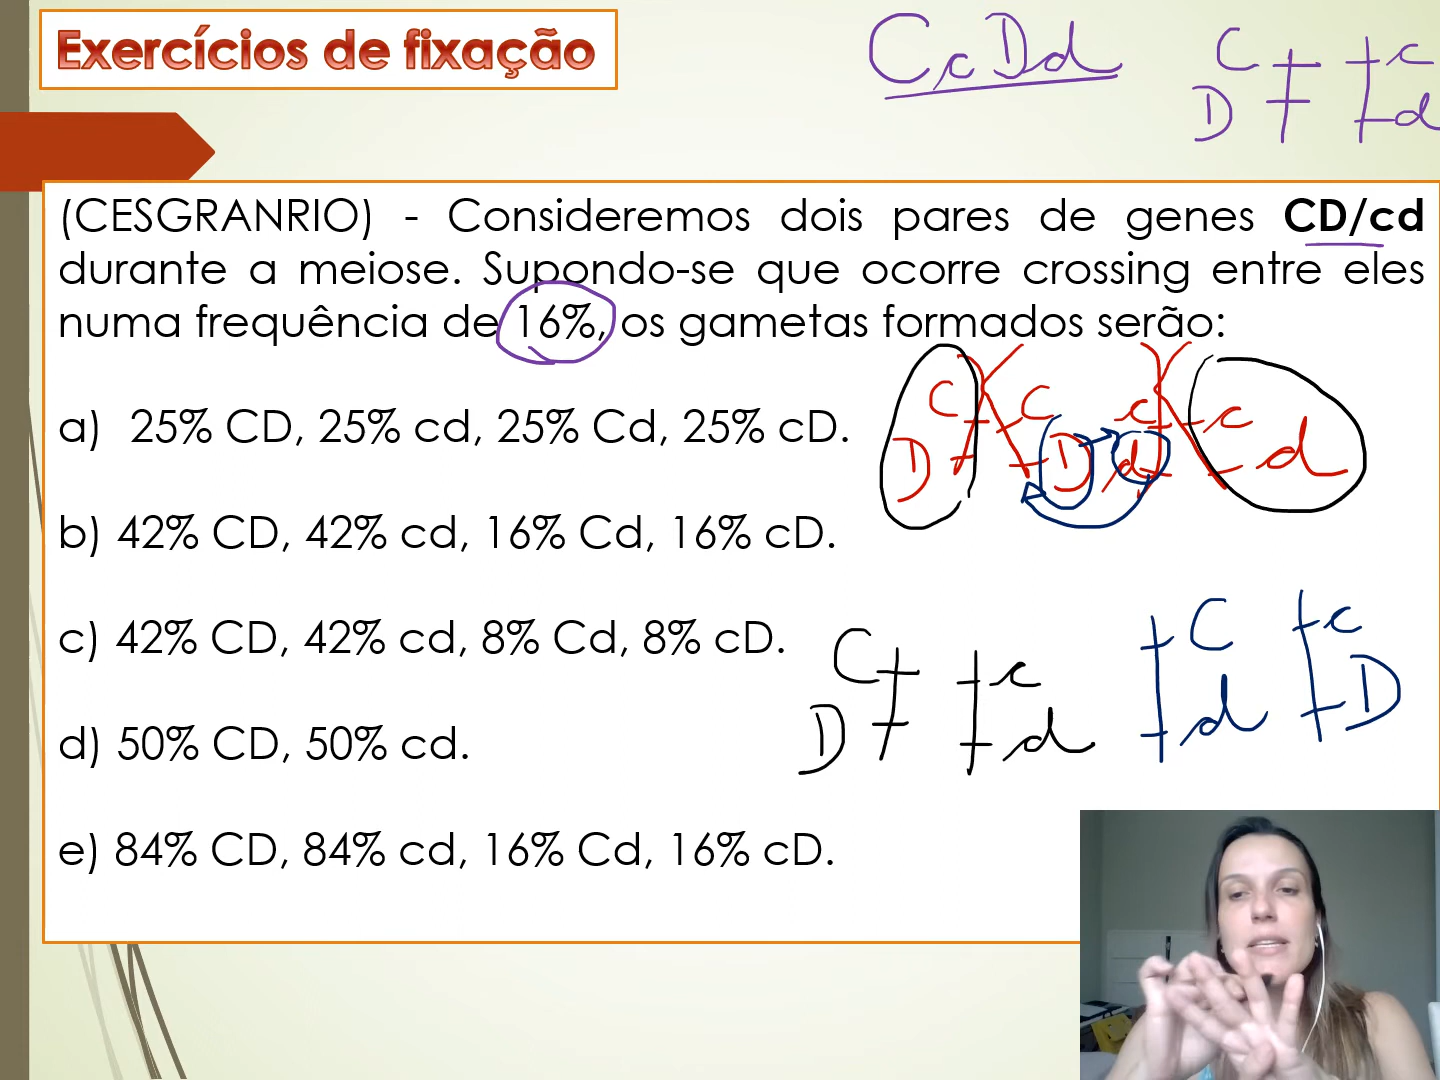 Exercícios de fixação
CcDd
C c
D d
(CESGRANRIO) - Consideremos dois pares de genes CD/cd
durante a meiose. Supondo-se que ocorre crossing entre eles
numa frequência de 16%, os gametas formados serão:
C C c c
D D d d
a) 25% CD, 25% cd, 25% Cd, 25% cD.
b) 42% CD, 42% cd, 16% Cd, 16% cD.
c) 42% CD, 42% cd, 8% Cd, 8% cD.
C c C c
D d d D
d) 50% CD, 50% cd.
e) 84% CD, 84% cd, 16% Cd, 16% cD.